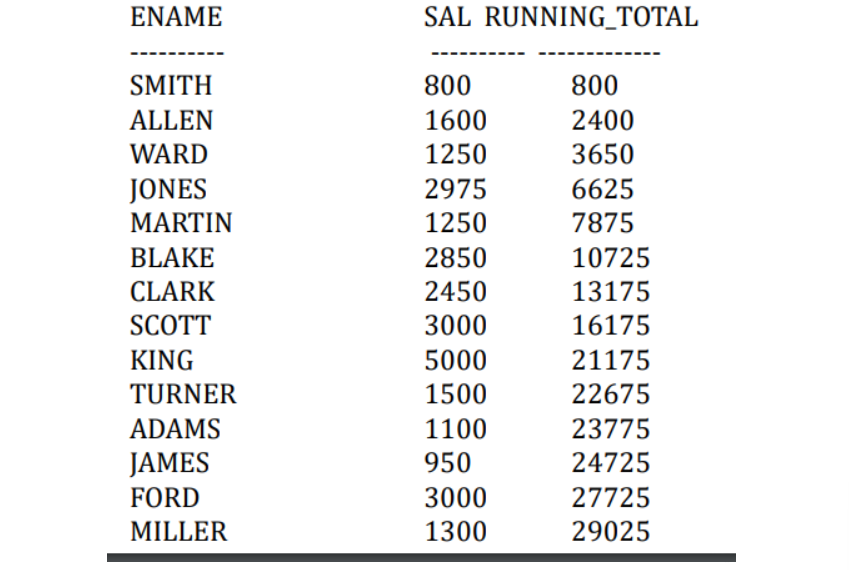 ENAME SAL RUNNING_TOTAL
---------- ---------- -------------
SMITH 800 800
ALLEN 1600 2400
WARD 1250 3650
JONES 2975 6625
MARTIN 1250 7875
BLAKE 2850 10725
CLARK 2450 13175
SCOTT 3000 16175
KING 5000 21175
TURNER 1500 22675
ADAMS 1100 23775
JAMES 950 24725
FORD 3000 27725
MILLER 1300 29025